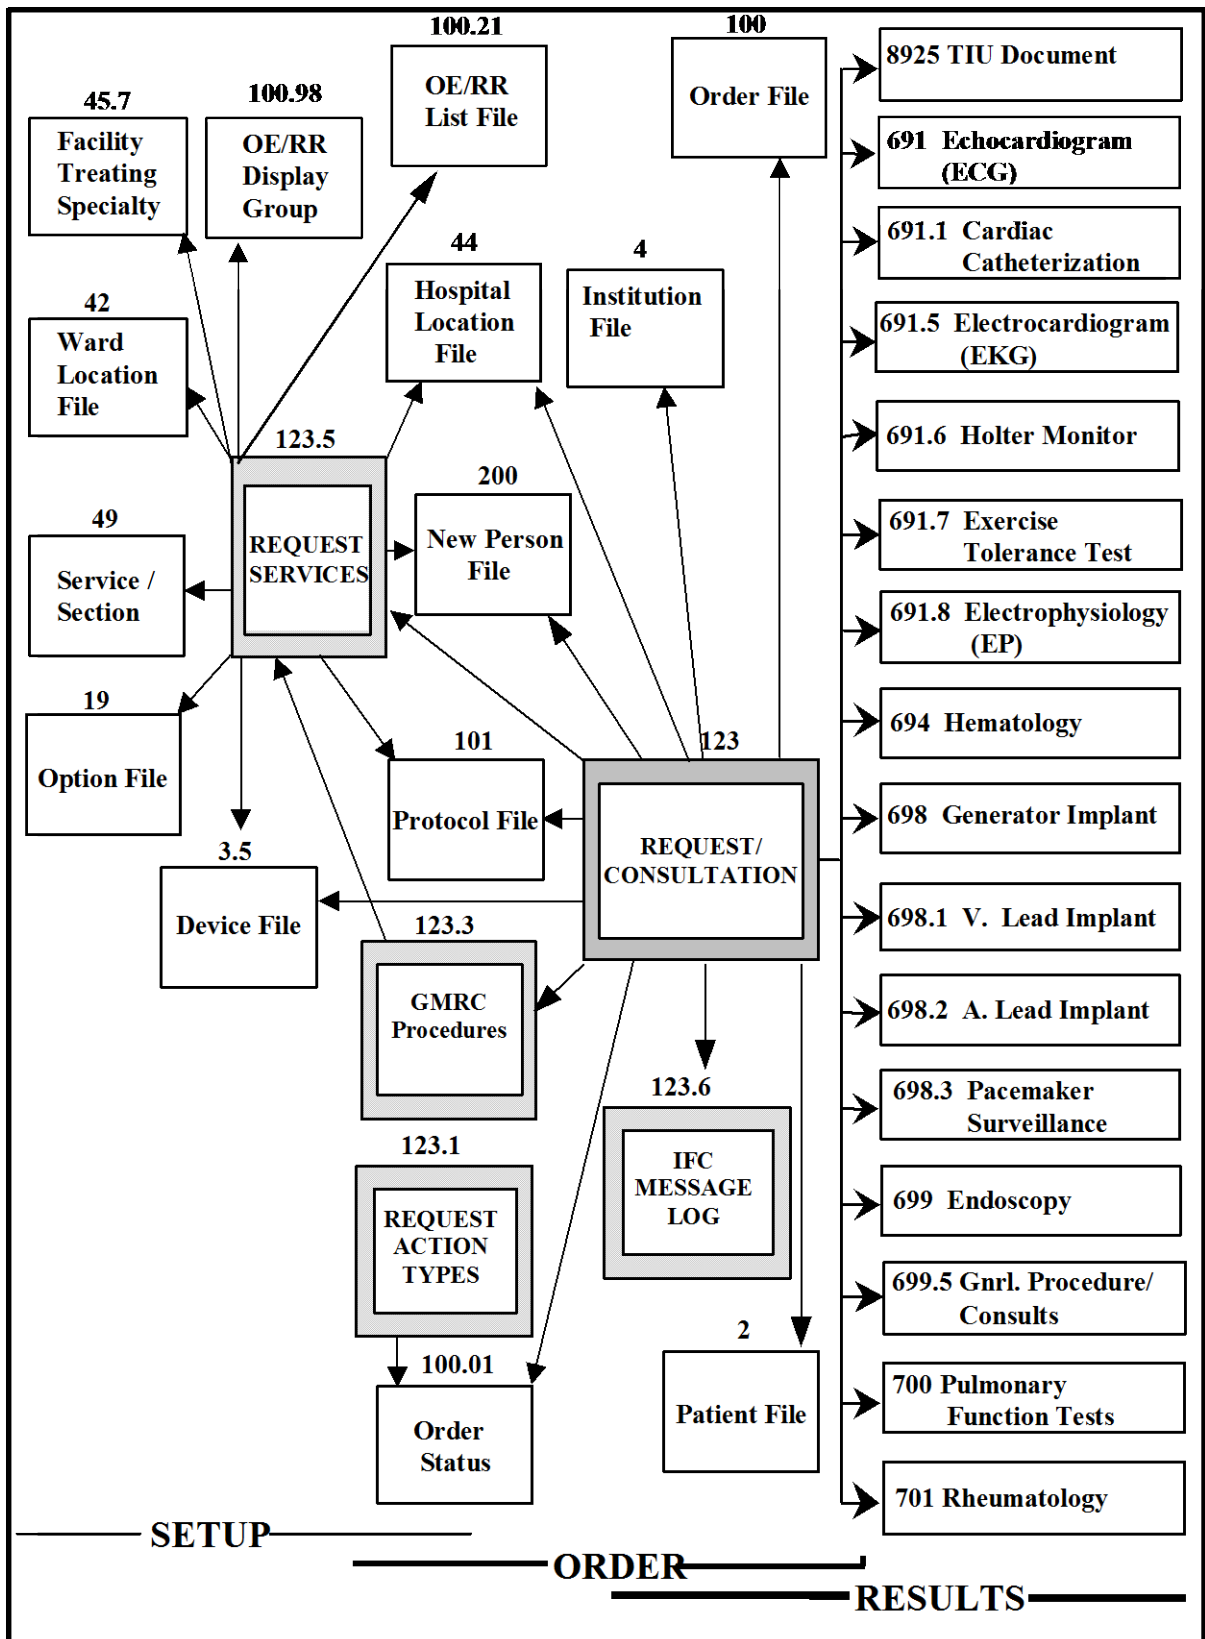 100.21
100
45.7
100.98
OE/RR
List File
Order File
8925 TIU Document
Facility
Treating
Specialty
OE/RR
Display
Group
691 Echocardiogram
(ECG)
44
4
691.1 Cardiac
Catheterization
42
Hospital
Location
File
Institution
File
Ward
Location
File
691.5 Electrocardiogram
(EKG)
123.5
691.6 Holter Monitor
49
200
REQUEST
SERVICES
New Person
File
691.7 Exercise
Tolerance Test
Service /
Section
691.8 Electrophysiology
(EP)
19
101
123
694 Hematology
Option File
Protocol File
698 Generator Implant
3.5
REQUEST/
CONSULTATION
Device File
123.3
698.1 V. Lead Implant
GMRC
Procedures
698.2 A. Lead Implant
123.6
698.3 Pacemaker
Surveillance
123.1
IFC
MESSAGE
LOG
REQUEST
ACTION
TYPES
699 Endoscopy
699.5 Gnrl. Procedure/
Consults
2
100.01
700 Pulmonary
Function Tests
Order
Status
Patient File
701 Rheumatology
SETUP
ORDER
RESULTS